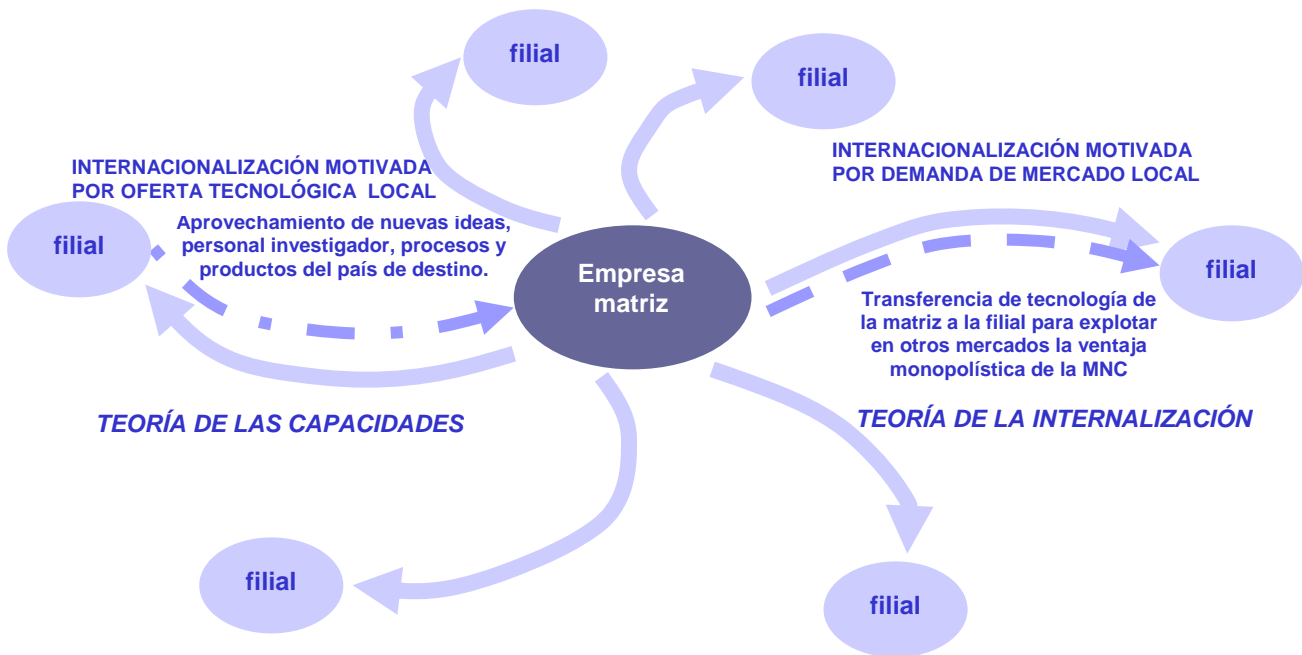 filial
filial
INTERNACIONALIZACIÓN MOTIVADA
POR OFERTA TECNOLÓGICA LOCAL
INTERNACIONALIZACIÓN MOTIVADA
POR DEMANDA DE MERCADO LOCAL
filial
Aprovechamiento de nuevas ideas,
personal investigador, procesos y
productos del país de destino.
Empresa
matriz
filial
Transferencia de tecnología de
la matriz a la filial para explotar
en otros mercados la ventaja
monopolística de la MNC
TEORÍA DE LAS CAPACIDADES
TEORÍA DE LA INTERNALIZACIÓN
filial
filial